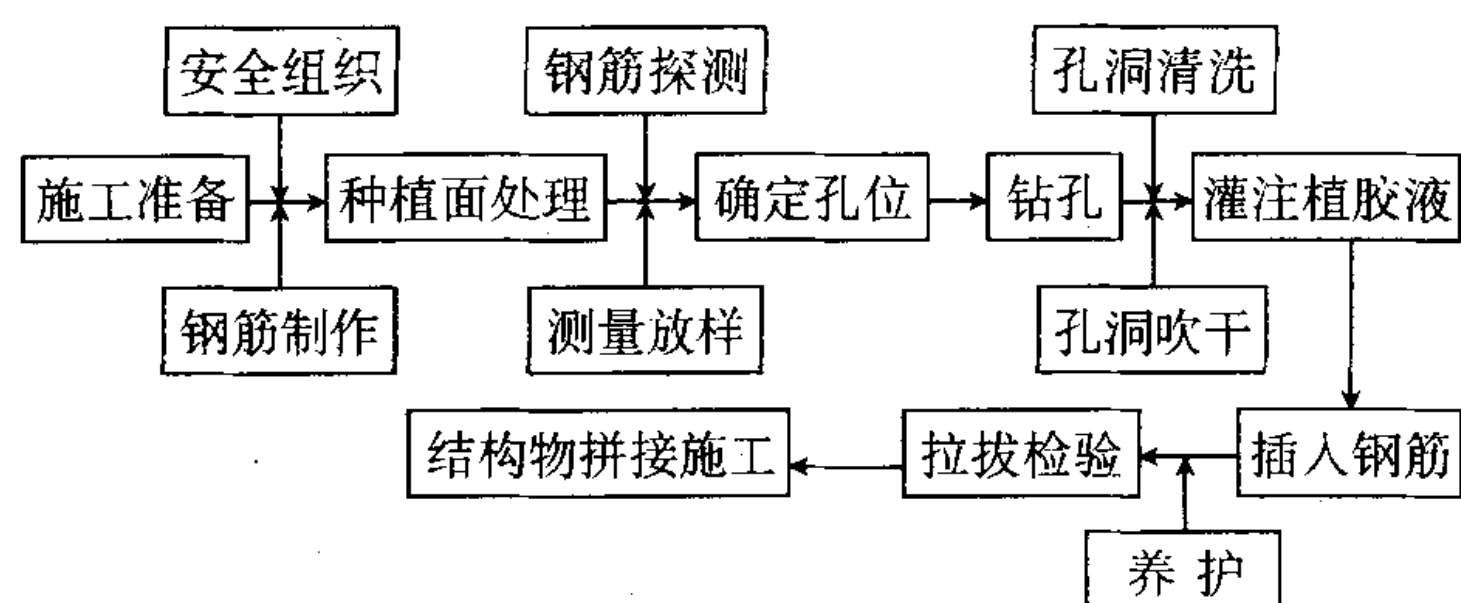 安全组织
钢筋探测
孔洞清洗
施工准备
种植面处理
确定孔位
钻孔
灌注植胶液
钢筋制作
测量放样
孔洞吹干
结构物拼接施工
拉拔检验
插入钢筋
养护